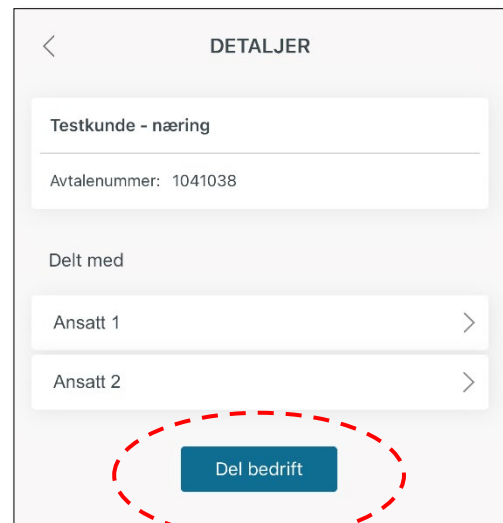 DETALJER
Testkunde - næring
Avtalenummer: 1041038
Delt med
Ansatt 1
Ansatt 2
Del bedrift